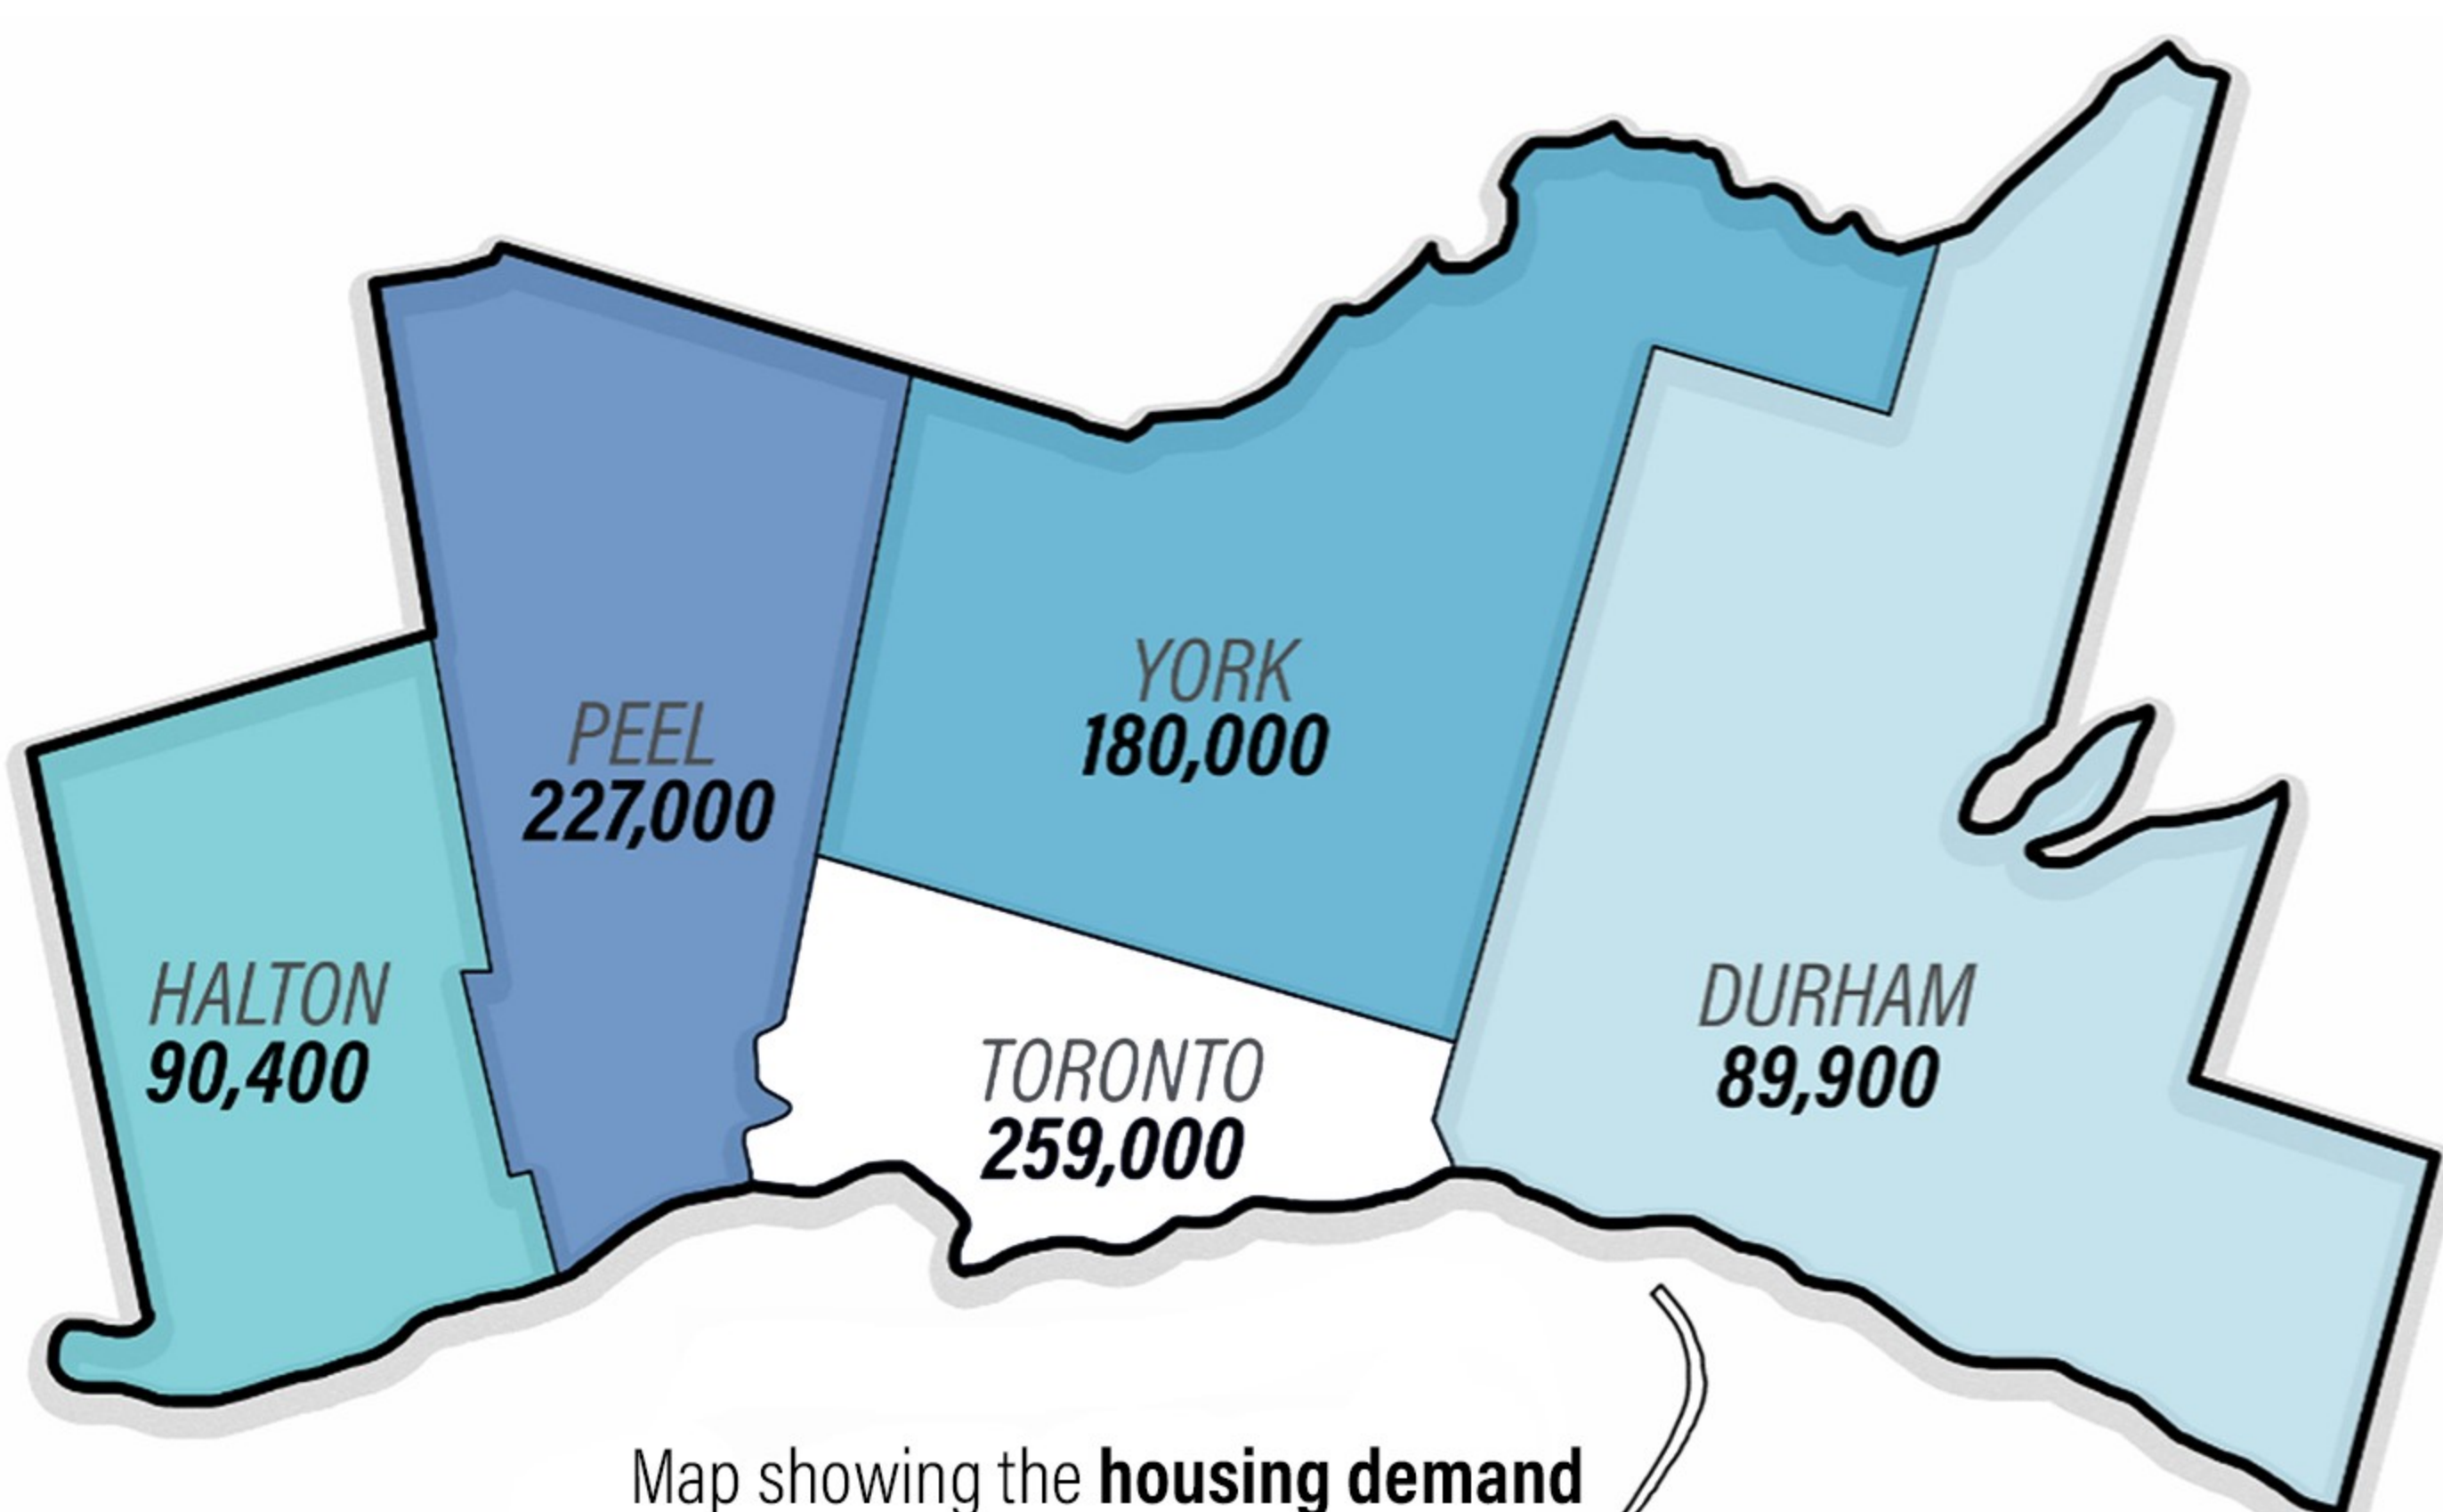 YORK
180,000
PEEL
227,000
HALTON
90,400
DURHAM
89,900
TORONTO
259,000
Map showing the housing demand